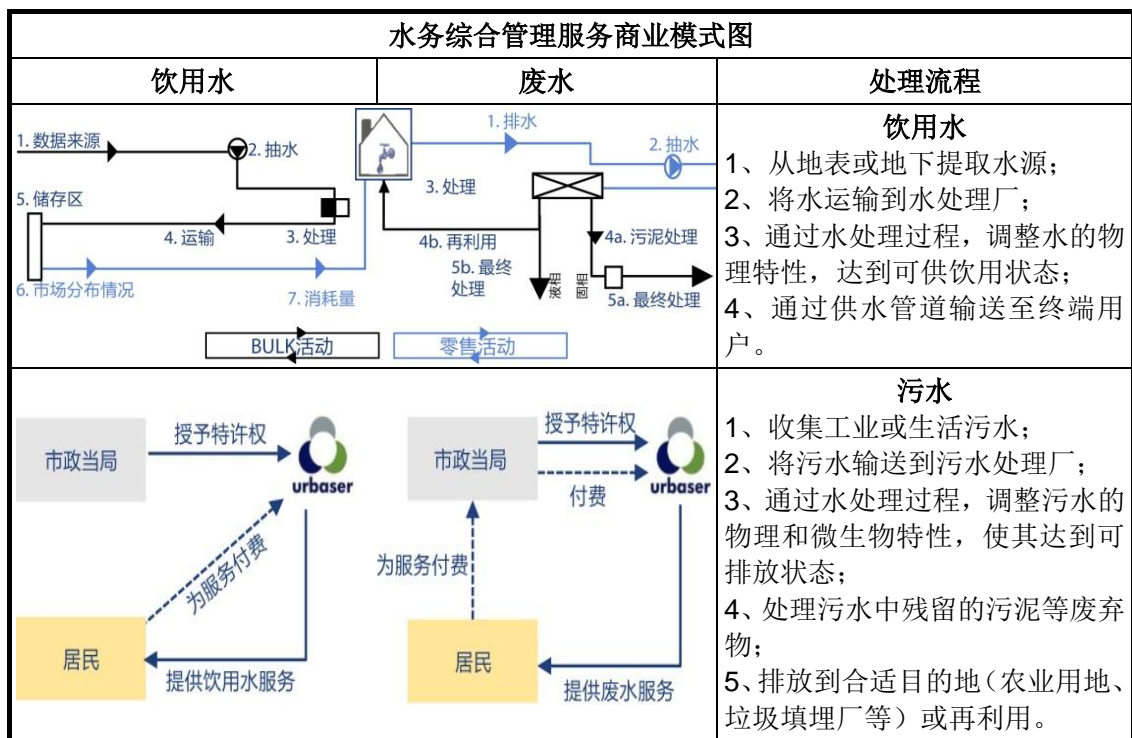 水务综合管理服务商业模式图
饮用水
废水
处理流程
1. 数据来源
2. 抽水
5. 储存区
4. 运输
3. 处理
6. 市场分布情况
7. 消耗量
1. 排水
2. 抽水
3. 处理
4b. 再利用
4a. 污泥处理
5b. 最终
处理
液相
固相
5a. 最终处理
BULK活动
零售活动
饮用水
1、从地表或地下提取水源；
2、将水运输到水处理厂；
3、通过水处理过程，调整水的物
理特性，达到可供饮用状态；
4、通过供水管道输送至终端用
户。
市政当局
授予特许权
urbaser
为服务付费
居民
提供饮用水服务
市政当局
授予特许权
付费
urbaser
为服务付费
居民
提供废水服务
污水
1、收集工业或生活污水；
2、将污水输送到污水处理厂；
3、通过水处理过程，调整污水的
物理和微生物特性，使其达到可
排放状态；
4、处理污水中残留的污泥等废弃
物；
5、排放到合适目的地（农业用地、
垃圾填埋厂等）或再利用。